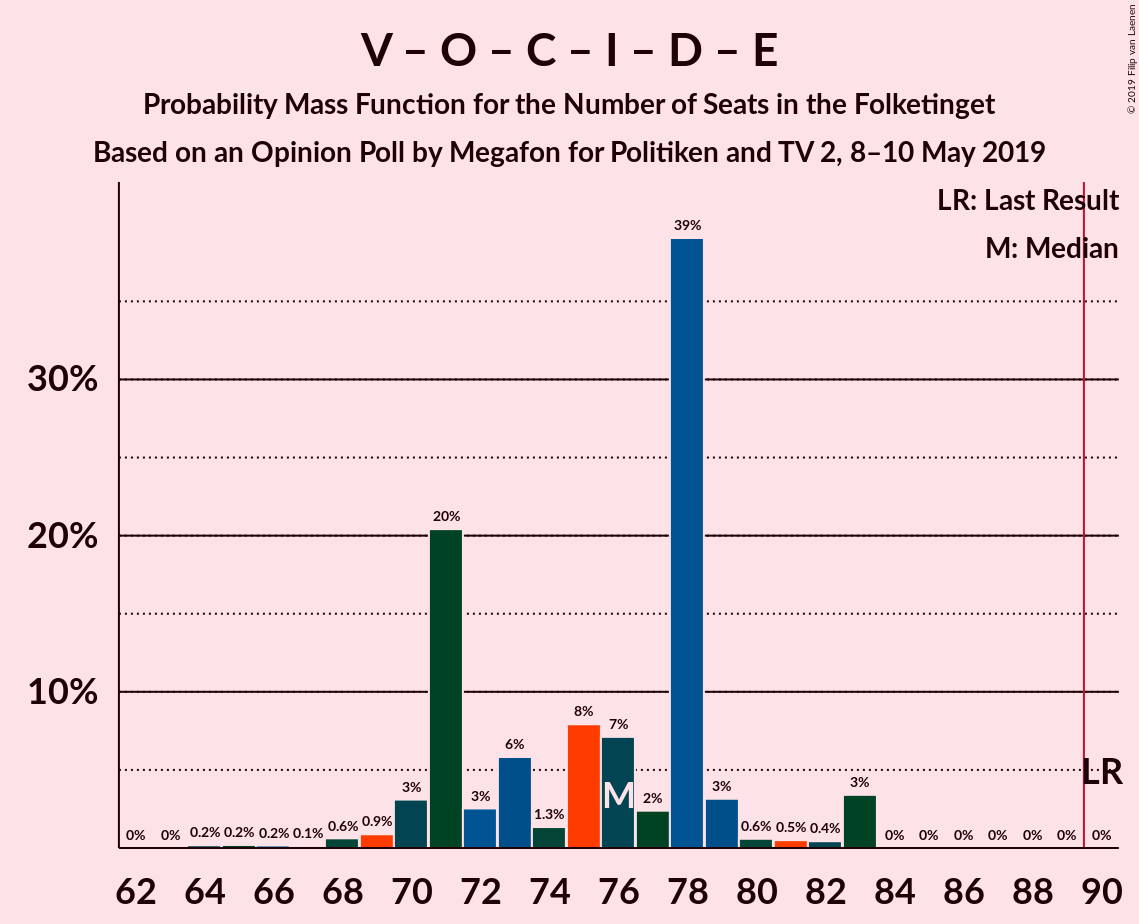 V – O – C – I – D – E
Probability Mass Function for the Number of Seats in the Folketinget
Based on an Opinion Poll by Megafon for Politiken and TV 2, 8–10 May 2019
© 2019 Filip van Laenen
LR: Last Result
M: Median
30%
20%
10%
0% 0% 0.2% 0.2% 0.2% 0.1% 0.6% 0.9% 3% 20% 3% 6% 1.3% 8% 7% 2% 39% 3% 0.6% 0.5% 0.4% 3% 0% 0% 0% 0% 0% 0% 0%
M
LR
62 64 66 68 70 72 74 76 78 80 82 84 86 88 90